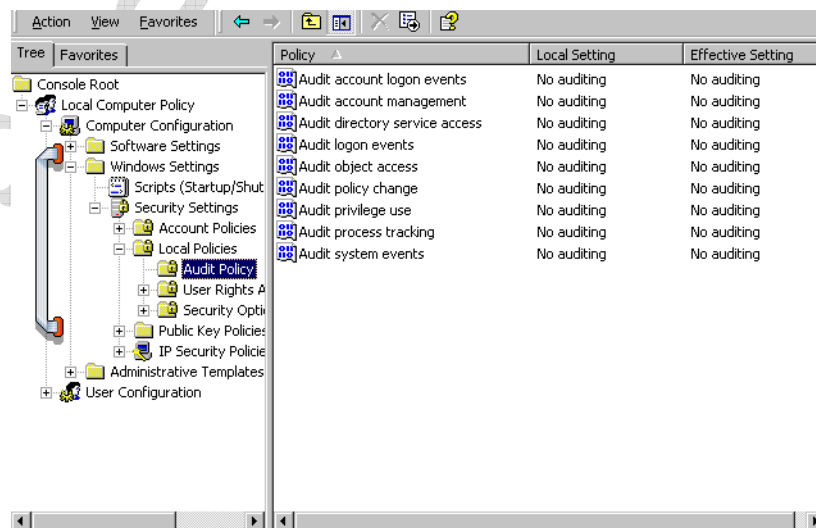 Action View Favorites
Tree Favorites
Console Root
Local Computer Policy
Computer Configuration
Software Settings
Windows Settings
Scripts (Startup/Shut
Security Settings
Account Policies
Local Policies
Audit Policy
User Rights A
Security Opti
Public Key Policies
IP Security Policie
Administrative Templates
User Configuration
Policy Local Setting Effective Setting
Audit account logon events No auditing No auditing
Audit account management No auditing No auditing
Audit directory service access No auditing No auditing
Audit logon events No auditing No auditing
Audit object access No auditing No auditing
Audit policy change No auditing No auditing
Audit privilege use No auditing No auditing
Audit process tracking No auditing No auditing
Audit system events No auditing No auditing